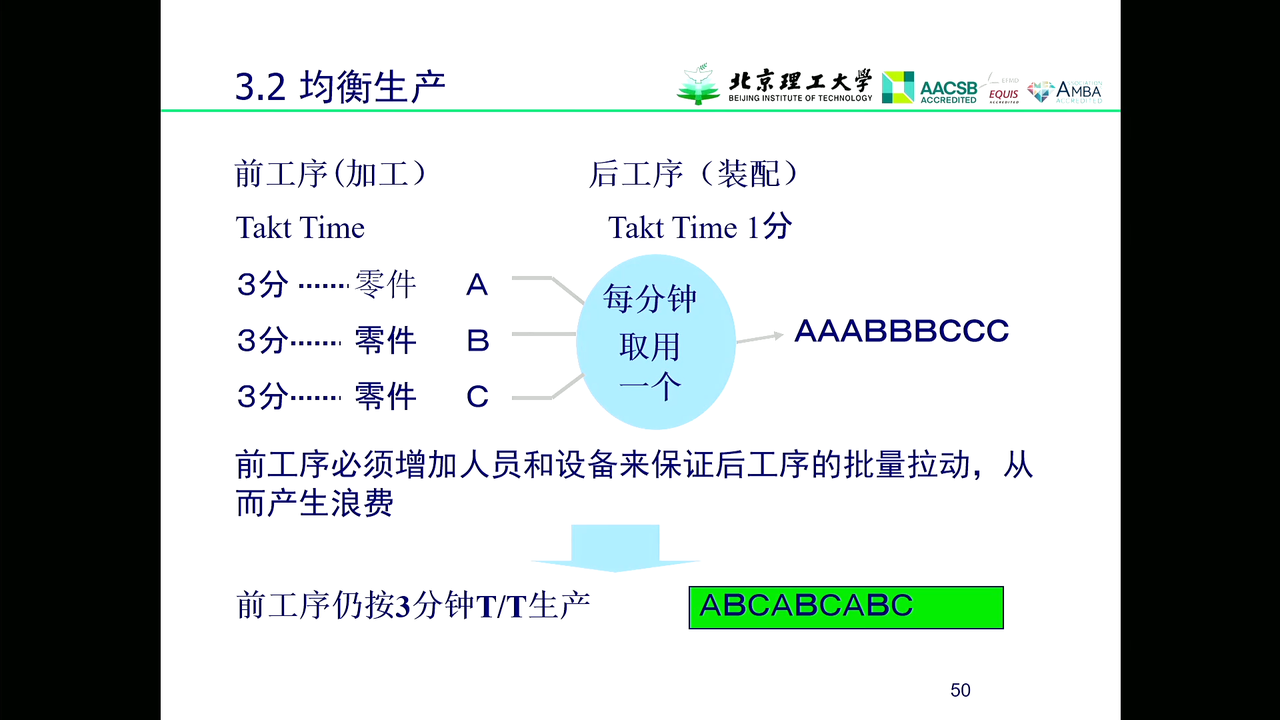 3.2 均衡生产
北京理工大学
BEIJING INSTITUTE OF TECHNOLOGY
AACSB
ACCREDITED
EFMD
EQUIS
ACCREDITED
ASSOCIATION
AMBA
ACCREDITED
前工序(加工） 后工序（装配）
Takt Time Takt Time 1分
3分 ······· 零件 A
3分······· 零件 B
3分······· 零件 C
每分钟
取用
一个
AAABBBCCC
前工序必须增加人员和设备来保证后工序的批量拉动，从
而产生浪费
前工序仍按3分钟T/T生产 ABCABCABC
50